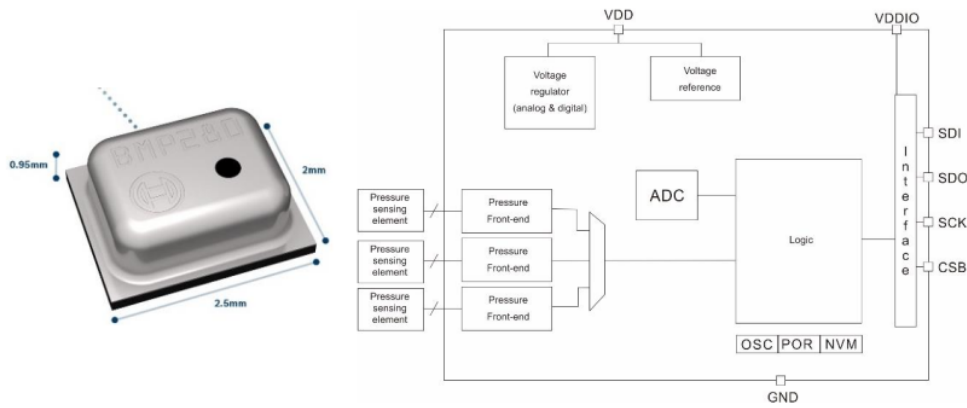 BMP280
0.95mm
2mm
2.5mm
VDD
VDDIO
Voltage
regulator
(analog & digital)
Voltage
reference
Pressure
sensing
element
Pressure
Front-end
Pressure
sensing
element
Pressure
Front-end
Pressure
sensing
element
Pressure
Front-end
ADC
Logic
Interface
SDI
SDO
SCK
CSB
OSC POR NVM
GND